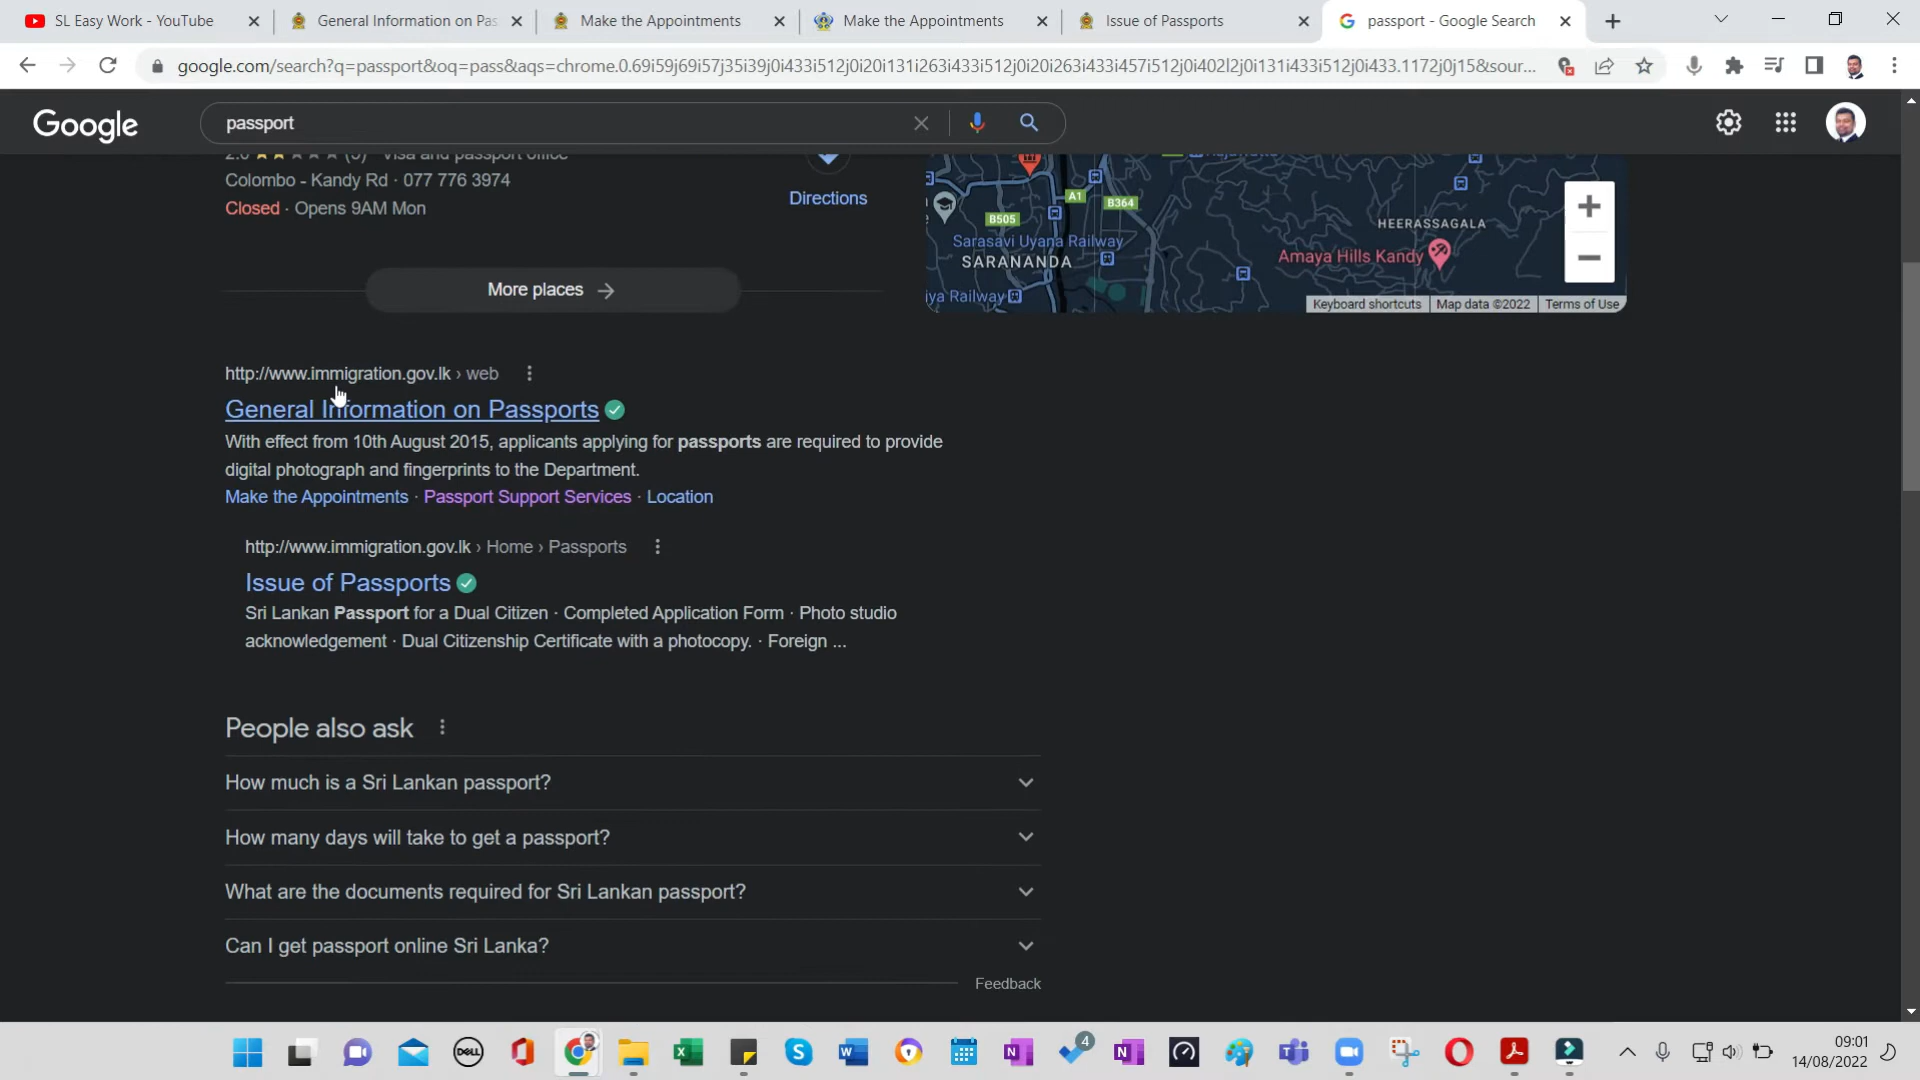 SL Easy Work - YouTube
General Information on Pas
Make the Appointments
Make the Appointments
Issue of Passports
passport - Google Search
google.com/search?q=passport&oq=pass&aqs=chrome.0.69i59j69i57j35i39j0i433i512j0i20i131i263i433i512j0i20i263i433i457i512j0i402l2j0i131i433i512j0i433.1172j0j15&sour...
Google
passport
Visa and passport office
Colombo - Kandy Rd · 077 776 3974
Closed · Opens 9AM Mon
Directions
More places
A1
B364
B505
Sarasavi Uyana Railway
SARANANDA
HEERASSAGALA
Amaya Hills Kandy
iya Railway
Keyboard shortcuts
Map data ©2022
Terms of Use
http://www.immigration.gov.lk › web
General Information on Passports
With effect from 10th August 2015, applicants applying for passports are required to provide
digital photograph and fingerprints to the Department.
Make the Appointments · Passport Support Services · Location
http://www.immigration.gov.lk › Home › Passports
Issue of Passports
Sri Lankan Passport for a Dual Citizen · Completed Application Form · Photo studio
acknowledgement · Dual Citizenship Certificate with a photocopy. · Foreign ...
People also ask
How much is a Sri Lankan passport?
How many days will take to get a passport?
What are the documents required for Sri Lankan passport?
Can I get passport online Sri Lanka?
Feedback
DELL
4
09:01
14/08/2022